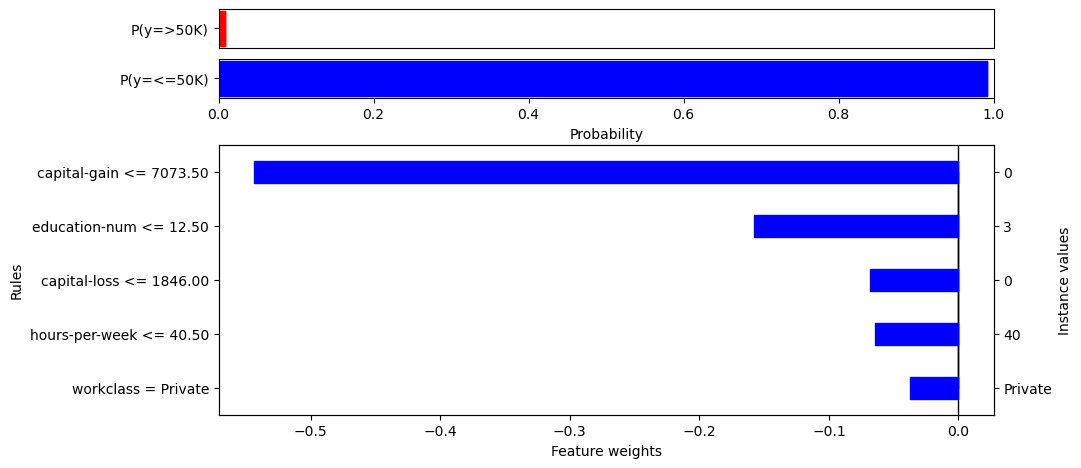 P(y=>50K)
P(y=<=50K)
0.0 0.2 0.4 0.6 0.8 1.0
Probability
capital-gain <= 7073.50 0
education-num <= 12.50 3
capital-loss <= 1846.00 0
hours-per-week <= 40.50 40
workclass = Private Private
Rules
Instance values
−0.5 −0.4 −0.3 −0.2 −0.1 0.0
Feature weights